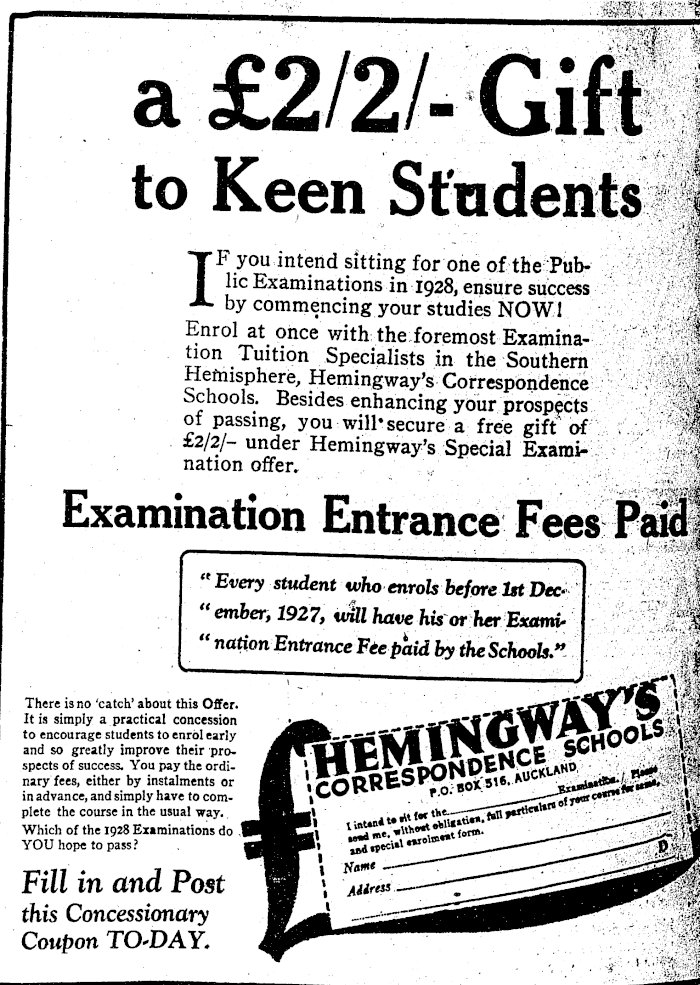 a £2/2/- Gift
to Keen Students
IF you intend sitting for one of the Pub-
lic Examinations in 1928, ensure success
by commencing your studies NOW!
Enrol at once with the foremost Examina-
tion Tuition Specialists in the Southern
Hemisphere, Hemingway's Correspondence
Schools. Besides enhancing your prospects
of passing, you will secure a free gift of
£2/2/- under Hemingway's Special Exami-
nation offer.
Examination Entrance Fees Paid
“ Every student who enrols before 1st Dec-
“ ember, 1927, will have his or her Exami-
“ nation Entrance Fee paid by the Schools.”
There is no 'catch' about this Offer.
It is simply a practical concession
to encourage students to enrol early
and so greatly improve their pro-
spects of success. You pay the ordi-
nary fees, either by instalments or
in advance, and simply have to com-
plete the course in the usual way.
Which of the 1928 Examinations do
YOU hope to pass?
Fill in and Post
this Concessionary
Coupon TO-DAY.
HEMINGWAY'S
CORRESPONDENCE SCHOOLS
P.O. BOX 516, AUCKLAND
I intend to sit for the Examination. Please
send me, without obligation, full particulars of your course for same,
and special enrolment form.
Name
Address
D